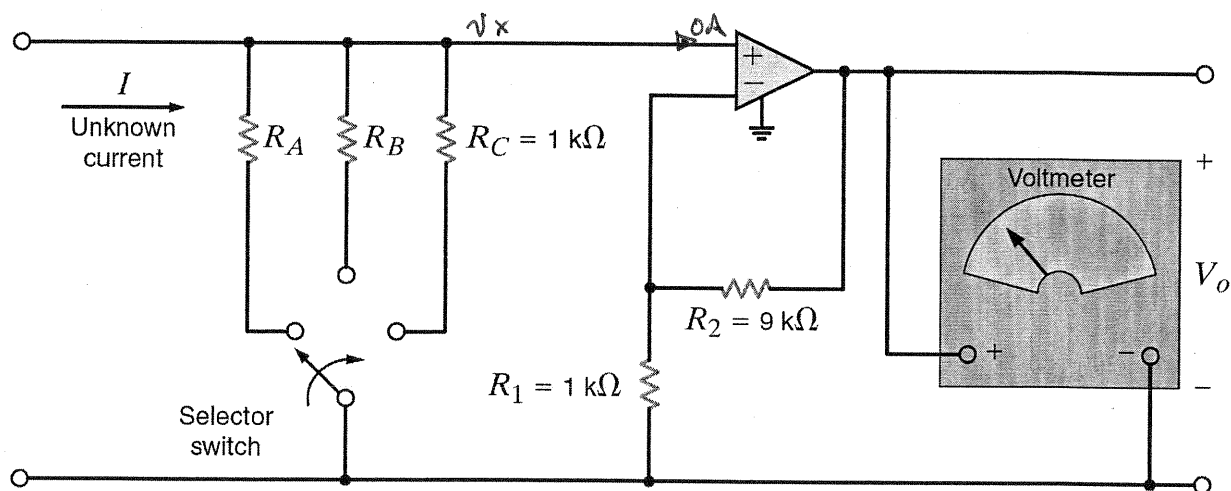 Vx
0A
+
−
I
Unknown
current
R_A
R_B
R_C = 1 kΩ
Voltmeter
+
V_o
R_2 = 9 kΩ
+
−
−
R_1 = 1 kΩ
Selector
switch